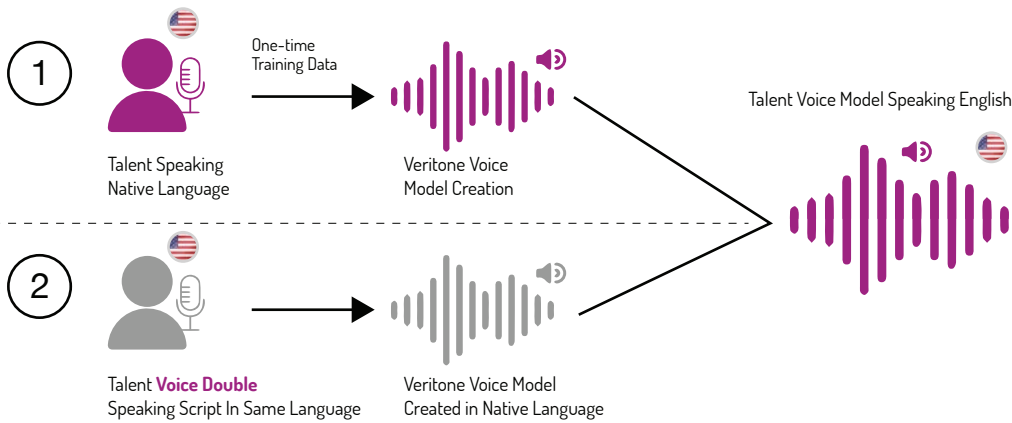 1
One-time
Training Data
Talent Speaking
Native Language
Veritone Voice
Model Creation
Talent Voice Model Speaking English
2
Talent Voice Double
Speaking Script In Same Language
Veritone Voice Model
Created in Native Language